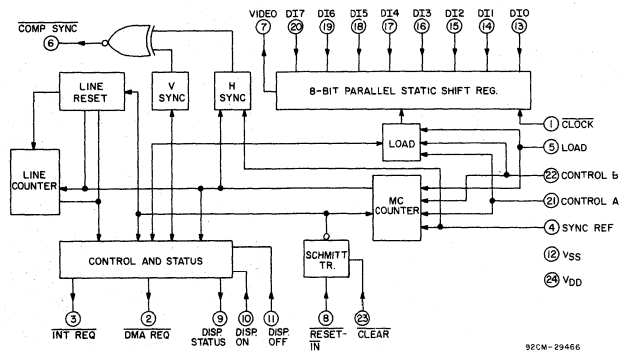 VIDEO DI7 DI6 DI5 DI4 DI3 DI2 DI1 DI0
7 20 19 18 17 16 15 14 13
COMP SYNC
6
LINE RESET
V SYNC
H SYNC
8-BIT PARALLEL STATIC SHIFT REG.
1 CLOCK
LOAD
5 LOAD
22 CONTROL b
LINE COUNTER
MC COUNTER
21 CONTROL A
4 SYNC REF
CONTROL AND STATUS
SCHMITT TR.
12 VSS
24 VDD
3 2 9 10 11 8 23
INT REQ
DMA REQ
DISP. STATUS
DISP. ON
DISP. OFF
RESET-IN
CLEAR
92CM-29466